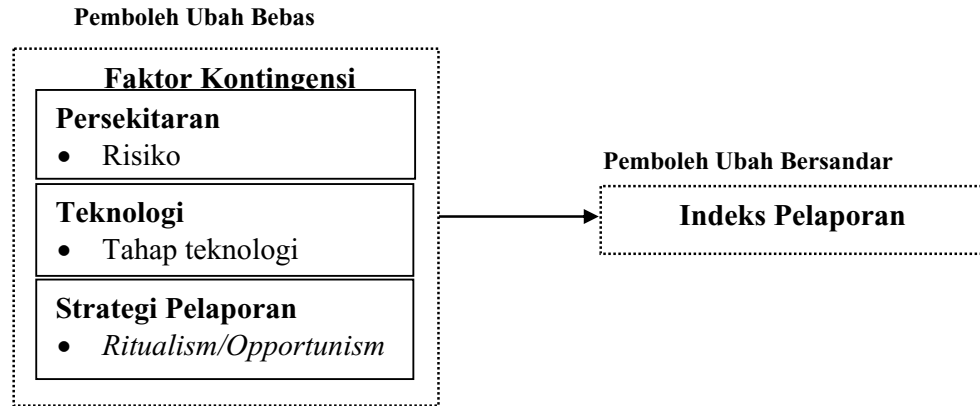 Pemboleh Ubah Bebas
Faktor Kontingensi
Persekitaran
• Risiko
Teknologi
• Tahap teknologi
Strategi Pelaporan
• Ritualism/Opportunism
Pemboleh Ubah Bersandar
Indeks Pelaporan